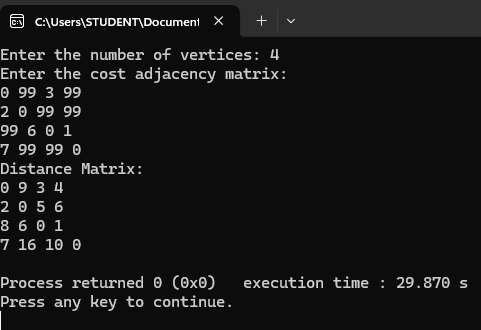 C:\Users\STUDENT\Document
Enter the number of vertices: 4
Enter the cost adjacency matrix:
0 99 3 99
2 0 99 99
99 6 0 1
7 99 99 0
Distance Matrix:
0 9 3 4
2 0 5 6
8 6 0 1
7 16 10 0
Process returned 0 (0x0)   execution time : 29.870 s
Press any key to continue.